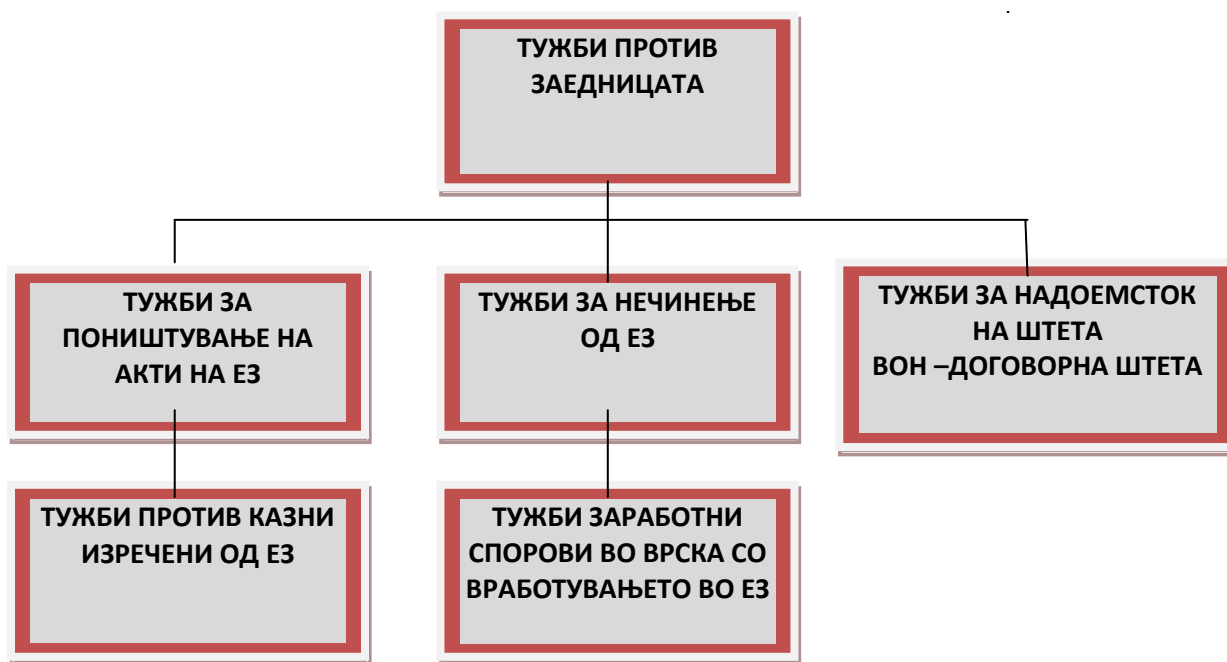 ТУЖБИ ПРОТИВ
ЗАЕДНИЦАТА
ТУЖБИ ЗА
ПОНИШТУВАЊЕ НА
АКТИ НА ЕЗ
ТУЖБИ ЗА НЕЧИНЕЊЕ
ОД ЕЗ
ТУЖБИ ЗА НАДОЕМСТОК
НА ШТЕТА
ВОН –ДОГОВОРНА ШТЕТА
ТУЖБИ ПРОТИВ КАЗНИ
ИЗРЕЧЕНИ ОД ЕЗ
ТУЖБИ ЗАРАБОТНИ
СПОРОВИ ВО ВРСКА СО
ВРАБОТУВАЊЕТО ВО ЕЗ